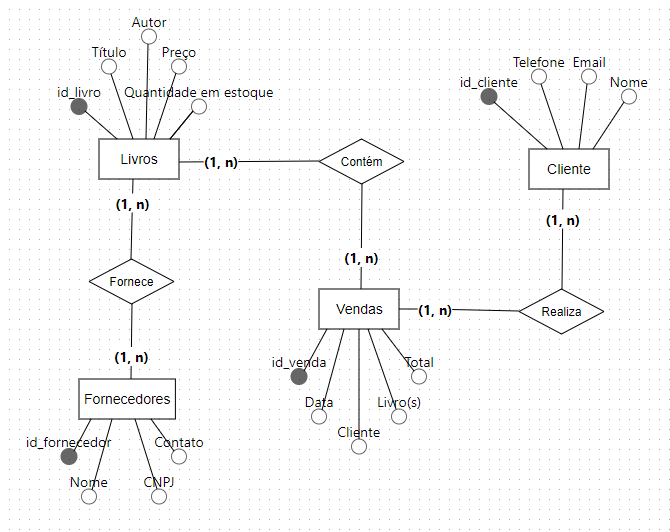 Autor
Título
Preço
id_livro
Quantidade em estoque
Livros
(1, n)
Contém
Telefone
Email
id_cliente
Nome
Cliente
(1, n)
(1, n)
Fornece
(1, n)
Vendas
(1, n)
Realiza
(1, n)
Fornecedores
id_venda
Total
Data
Livro(s)
Cliente
id_fornecedor
Contato
Nome
CNPJ